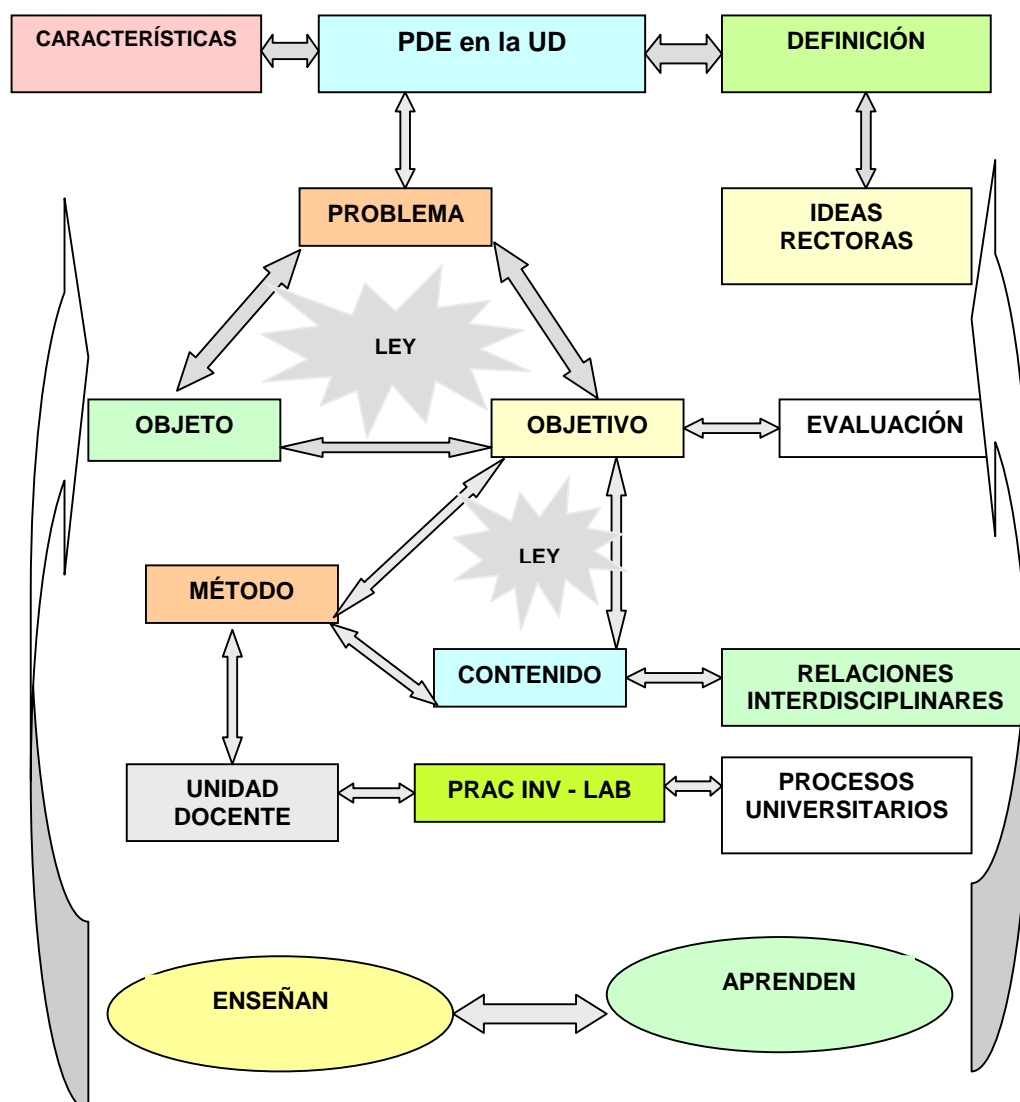 CARACTERÍSTICAS
PDE en la UD
DEFINICIÓN
PROBLEMA
IDEAS
RECTORAS
LEY
OBJETO
OBJETIVO
EVALUACIÓN
LEY
MÉTODO
CONTENIDO
RELACIONES
INTERDISCIPLINARES
UNIDAD
DOCENTE
PRAC INV - LAB
PROCESOS
UNIVERSITARIOS
ENSEÑAN
APRENDEN